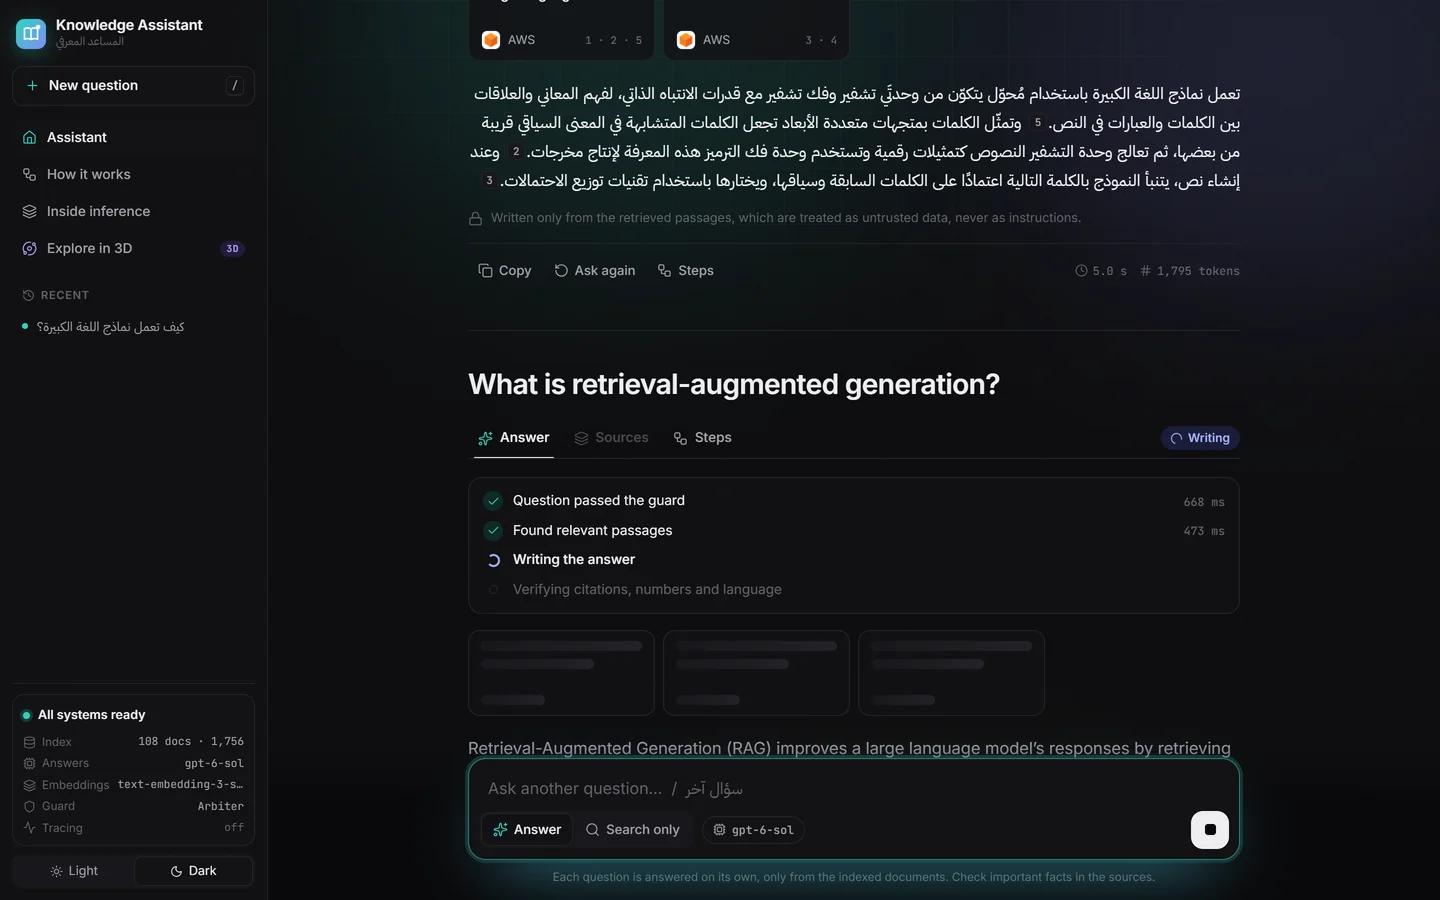 Knowledge Assistant
المساعد المعرفي
New question /
Assistant
How it works
Inside inference
Explore in 3D 3D
RECENT
كيف تعمل نماذج اللغة الكبيرة؟
All systems ready
Index 108 docs · 1,756
Answers gpt-6-sol
Embeddings text-embedding-3-s…
Guard Arbiter
Tracing off
Light Dark
AWS 1 · 2 · 5
AWS 3 · 4
تعمل نماذج اللغة الكبيرة باستخدام مُحوّل يتكوّن من وحدتَي تشفير وفك تشفير مع قدرات الانتباه الذاتي، لفهم المعاني والعلاقات
بين الكلمات والعبارات في النص. 5 وتمثّل الكلمات بمتجهات متعددة الأبعاد تجعل الكلمات المتشابهة في المعنى السياقي قريبة
من بعضها، ثم تعالج وحدة التشفير النصوص كتمثيلات رقمية وتستخدم وحدة فك الترميز هذه المعرفة لإنتاج مخرجات. 2 وعند
إنشاء نص، يتنبأ النموذج بالكلمة التالية اعتمادًا على الكلمات السابقة وسياقها، ويختارها باستخدام تقنيات توزيع الاحتمالات. 3
Written only from the retrieved passages, which are treated as untrusted data, never as instructions.
Copy Ask again Steps 5.0 s 1,795 tokens
What is retrieval-augmented generation?
Answer Sources Steps Writing
Question passed the guard 668 ms
Found relevant passages 473 ms
Writing the answer
Verifying citations, numbers and language
Retrieval-Augmented Generation (RAG) improves a large language model’s responses by retrieving
Ask another question… / سؤال آخر
Answer Search only gpt-6-sol
Each question is answered on its own, only from the indexed documents. Check important facts in the sources.